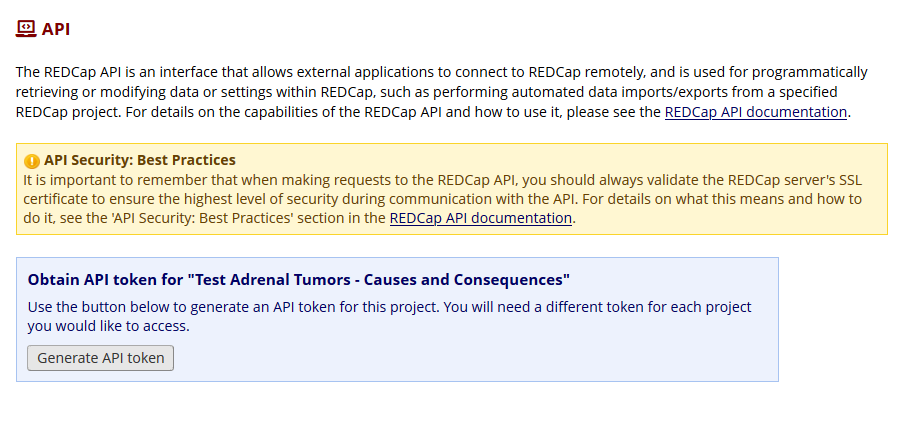 API
The REDCap API is an interface that allows external applications to connect to REDCap remotely, and is used for programmatically
retrieving or modifying data or settings within REDCap, such as performing automated data imports/exports from a specified
REDCap project. For details on the capabilities of the REDCap API and how to use it, please see the REDCap API documentation.
API Security: Best Practices
It is important to remember that when making requests to the REDCap API, you should always validate the REDCap server's SSL
certificate to ensure the highest level of security during communication with the API. For details on what this means and how to
do it, see the 'API Security: Best Practices' section in the REDCap API documentation.
Obtain API token for "Test Adrenal Tumors - Causes and Consequences"
Use the button below to generate an API token for this project. You will need a different token for each project
you would like to access.
Generate API token